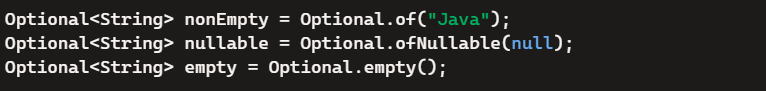 Optional<String> nonEmpty = Optional.of("Java");
Optional<String> nullable = Optional.ofNullable(null);
Optional<String> empty = Optional.empty();